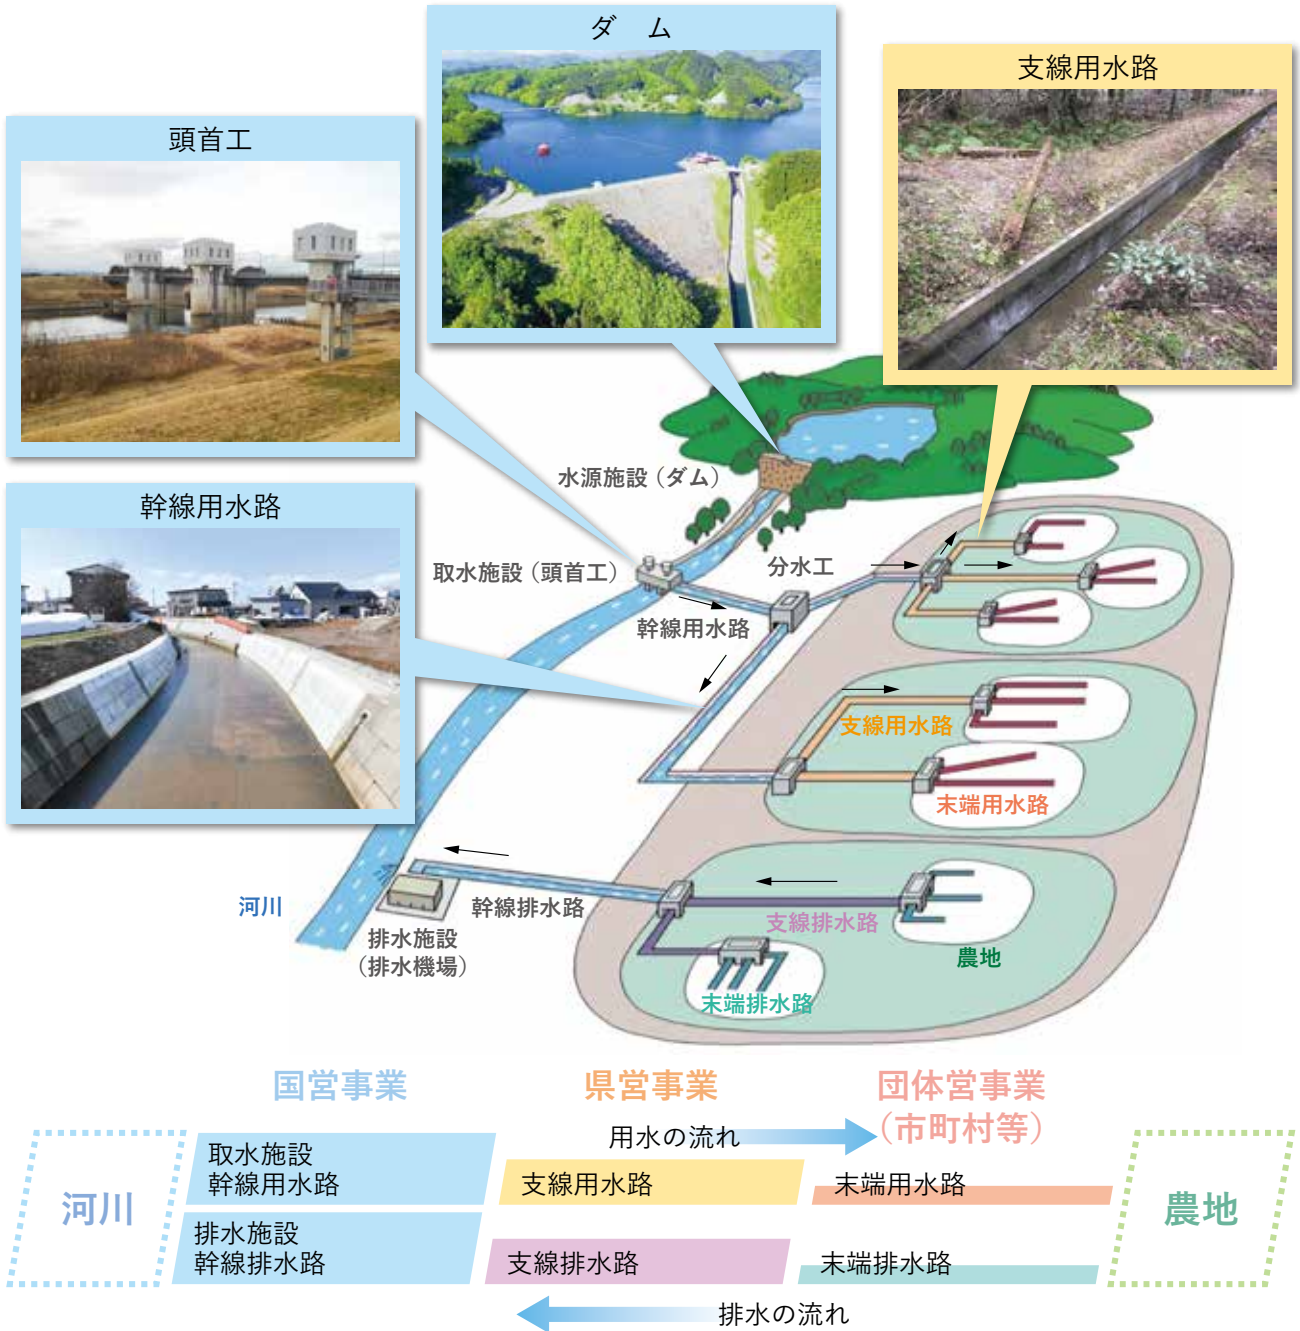 ダム
支線用水路
頭首工
幹線用水路
水源施設（ダム）
取水施設（頭首工）
分水工
幹線用水路
支線用水路
末端用水路
河川
幹線排水路
排水施設
（排水機場）
支線排水路
農地
末端排水路
国営事業
県営事業
団体営事業
（市町村等）
用水の流れ
河川
取水施設
幹線用水路
支線用水路
末端用水路
農地
排水施設
幹線排水路
支線排水路
末端排水路
排水の流れ